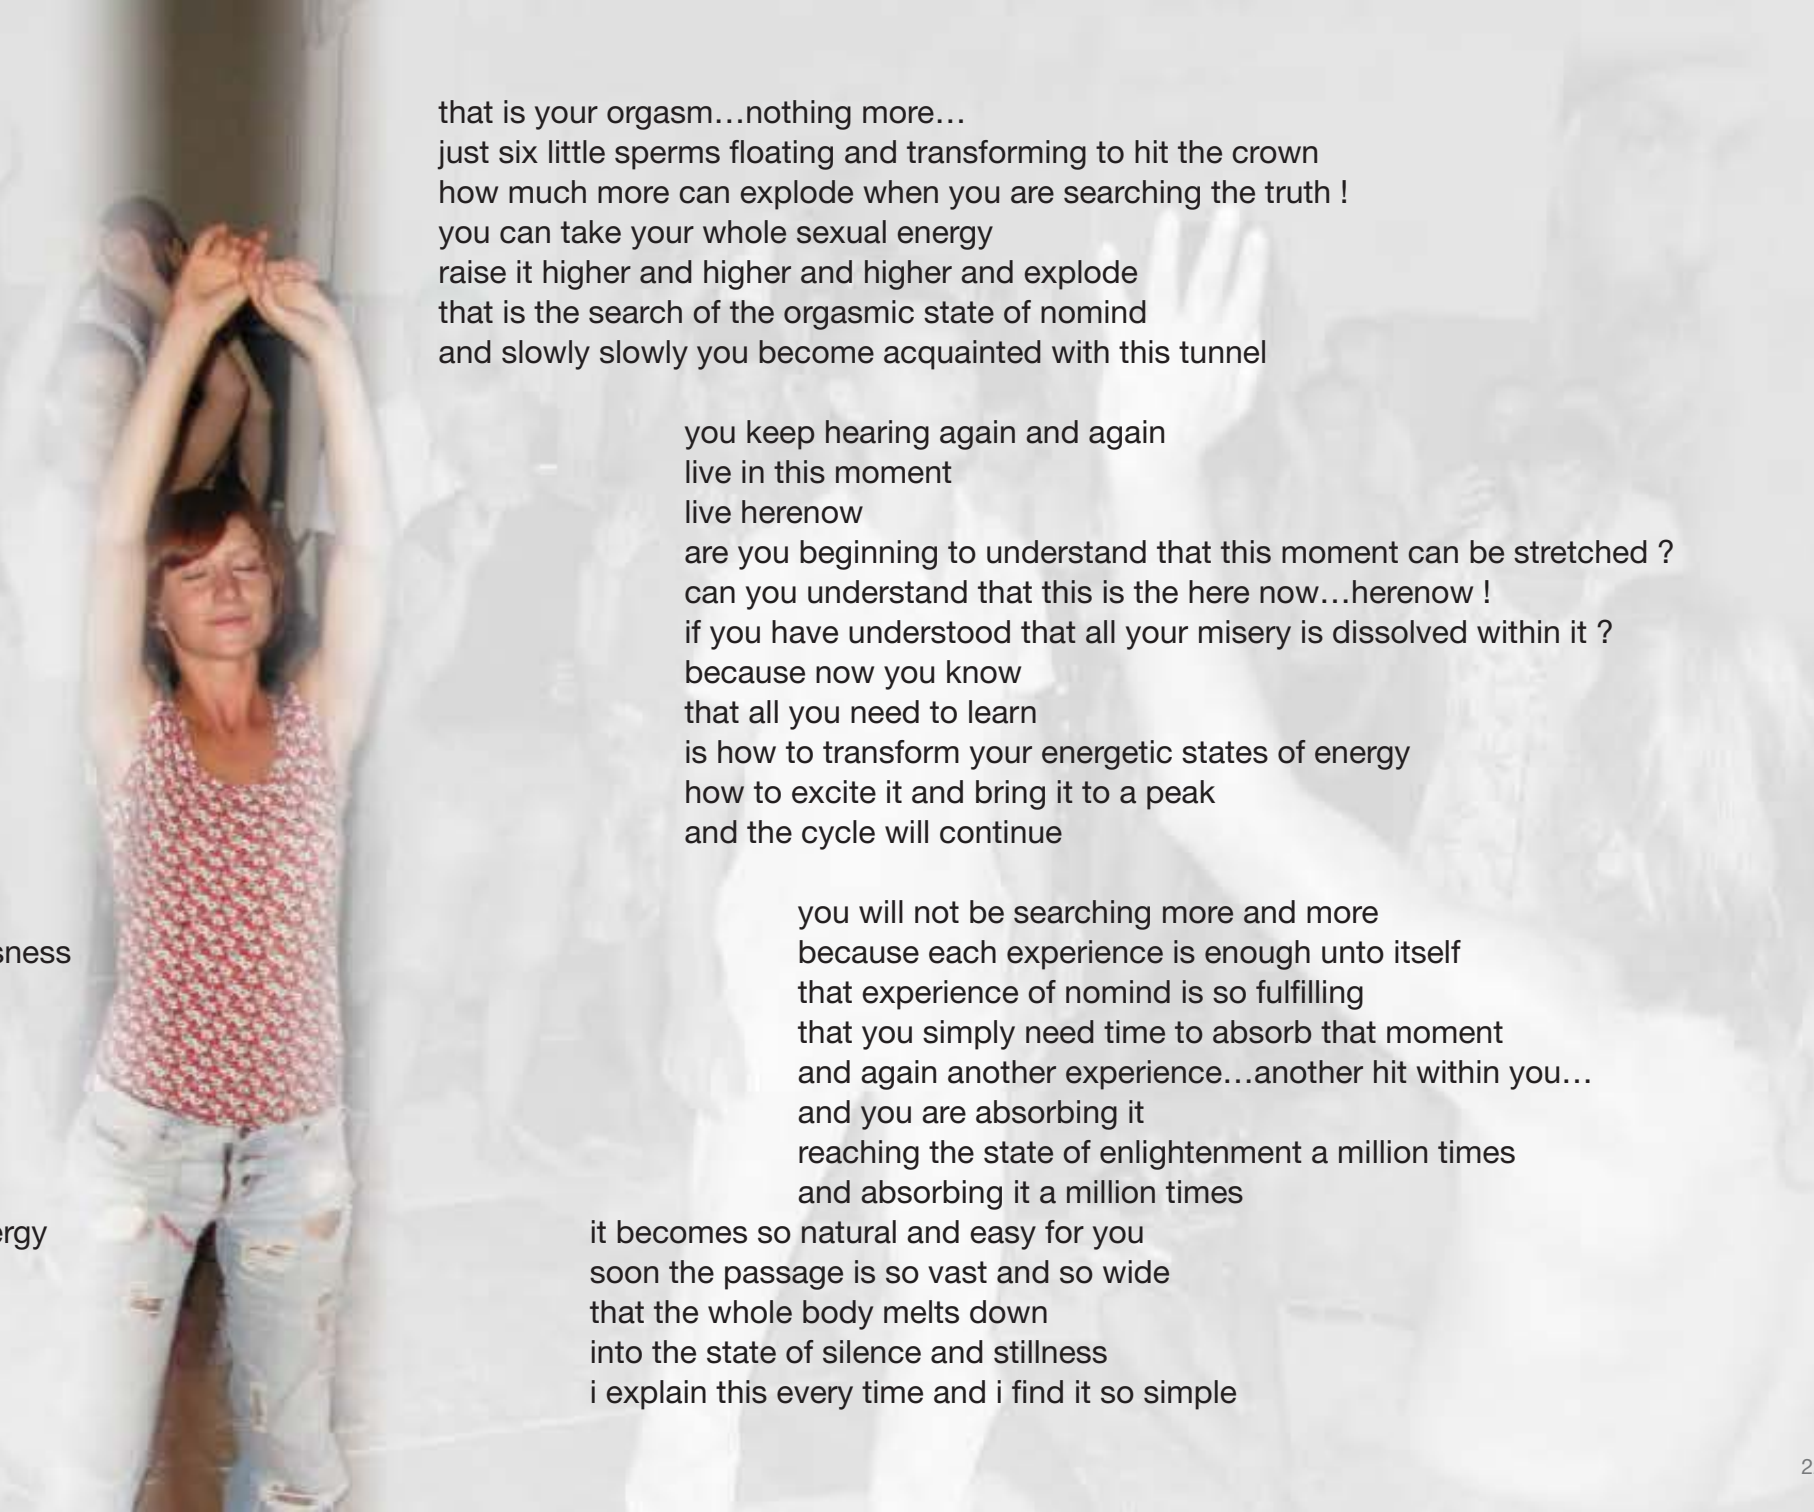 that is your orgasm…nothing more…
just six little sperms floating and transforming to hit the crown
how much more can explode when you are searching the truth !
you can take your whole sexual energy
raise it higher and higher and higher and explode
that is the search of the orgasmic state of nomind
and slowly slowly you become acquainted with this tunnel
you keep hearing again and again
live in this moment
live herenow
are you beginning to understand that this moment can be stretched ?
can you understand that this is the here now…herenow !
if you have understood that all your misery is dissolved within it ?
because now you know
that all you need to learn
is how to transform your energetic states of energy
how to excite it and bring it to a peak
and the cycle will continue
you will not be searching more and more
because each experience is enough unto itself
sness
that experience of nomind is so fulfilling
that you simply need time to absorb that moment
and again another experience…another hit within you…
and you are absorbing it
reaching the state of enlightenment a million times
and absorbing it a million times
ergy
it becomes so natural and easy for you
soon the passage is so vast and so wide
that the whole body melts down
into the state of silence and stillness
i explain this every time and i find it so simple
2